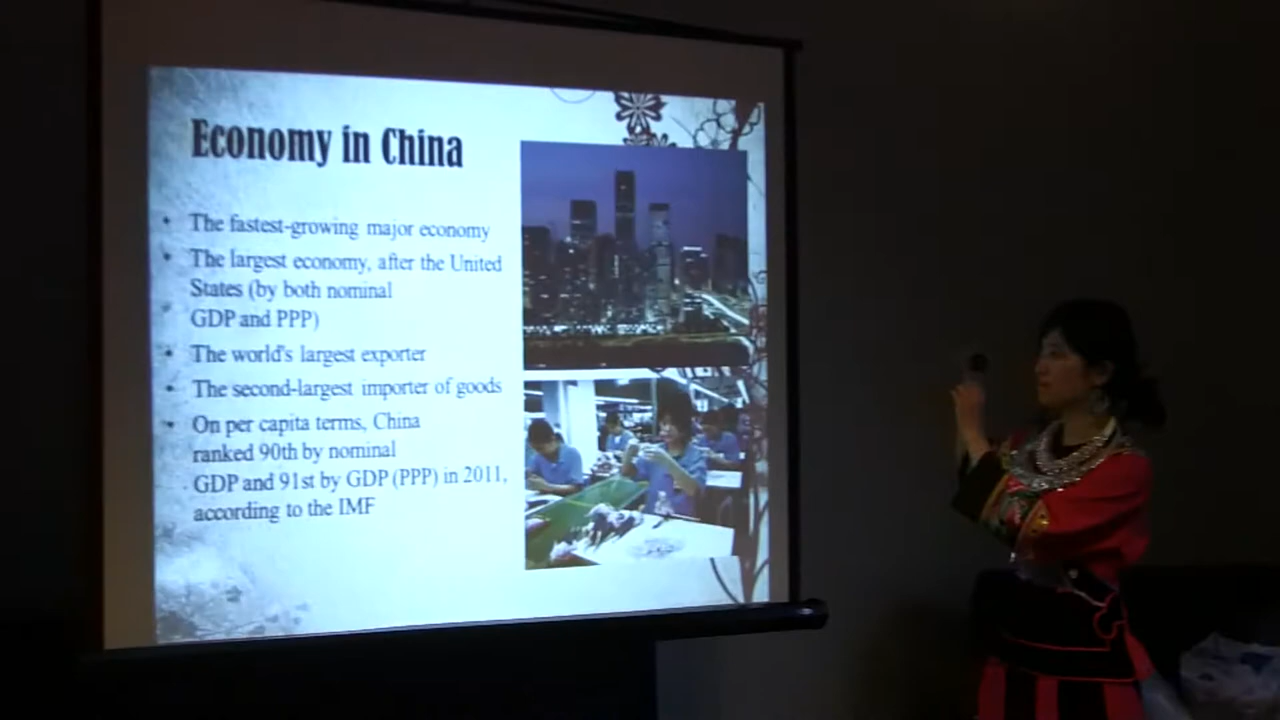 Economy in China
• The fastest-growing major economy
• The largest economy, after the United
States (by both nominal
GDP and PPP)
• The world's largest exporter
• The second-largest importer of goods
• On per capita terms, China
ranked 90th by nominal
GDP and 91st by GDP (PPP) in 2011,
according to the IMF